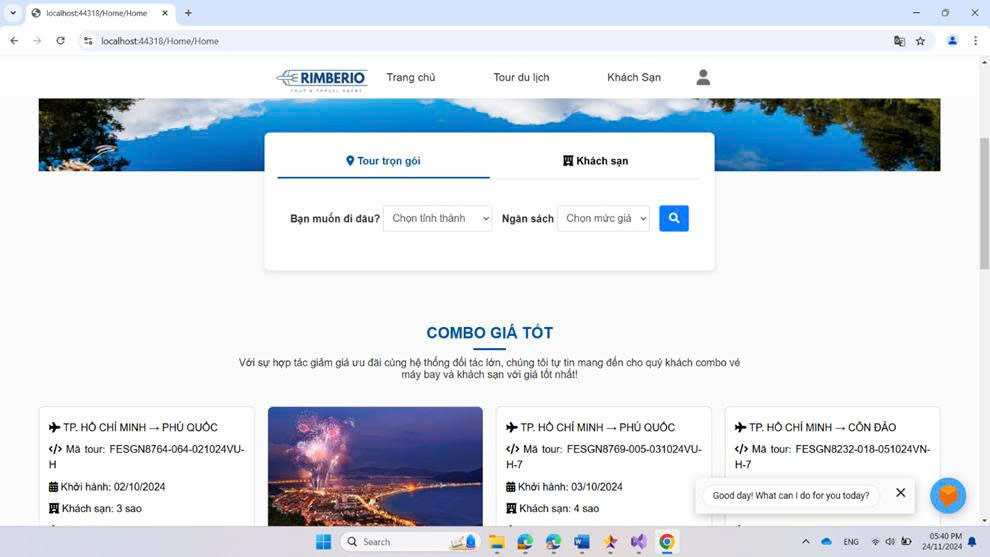 localhost:44318/Home/Home
localhost:44318/Home/Home
RIMBERIO
TOUR & TRAVEL AGENT
Trang chủ
Tour du lịch
Khách Sạn
Tour trọn gói
Khách sạn
Bạn muốn đi đâu?
Chọn tỉnh thành
Ngân sách
Chọn mức giá
COMBO GIÁ TỐT
Với sự hợp tác giảm giá ưu đãi cùng hệ thống đối tác lớn, chúng tôi tự tin mang đến cho quý khách combo vé
máy bay và khách sạn với giá tốt nhất!
TP. HỒ CHÍ MINH → PHÚ QUỐC
Mã tour: FESGN8764-064-021024VU-
H
Khởi hành: 02/10/2024
Khách sạn: 3 sao
TP. HỒ CHÍ MINH → PHÚ QUỐC
Mã tour: FESGN8769-005-031024VU-
H-7
Khởi hành: 03/10/2024
Khách sạn: 4 sao
TP. HỒ CHÍ MINH → CÔN ĐẢO
Mã tour: FESGN8232-018-051024VN-
H-7
Good day! What can I do for you today?
Search
ENG
05:40 PM
24/11/2024